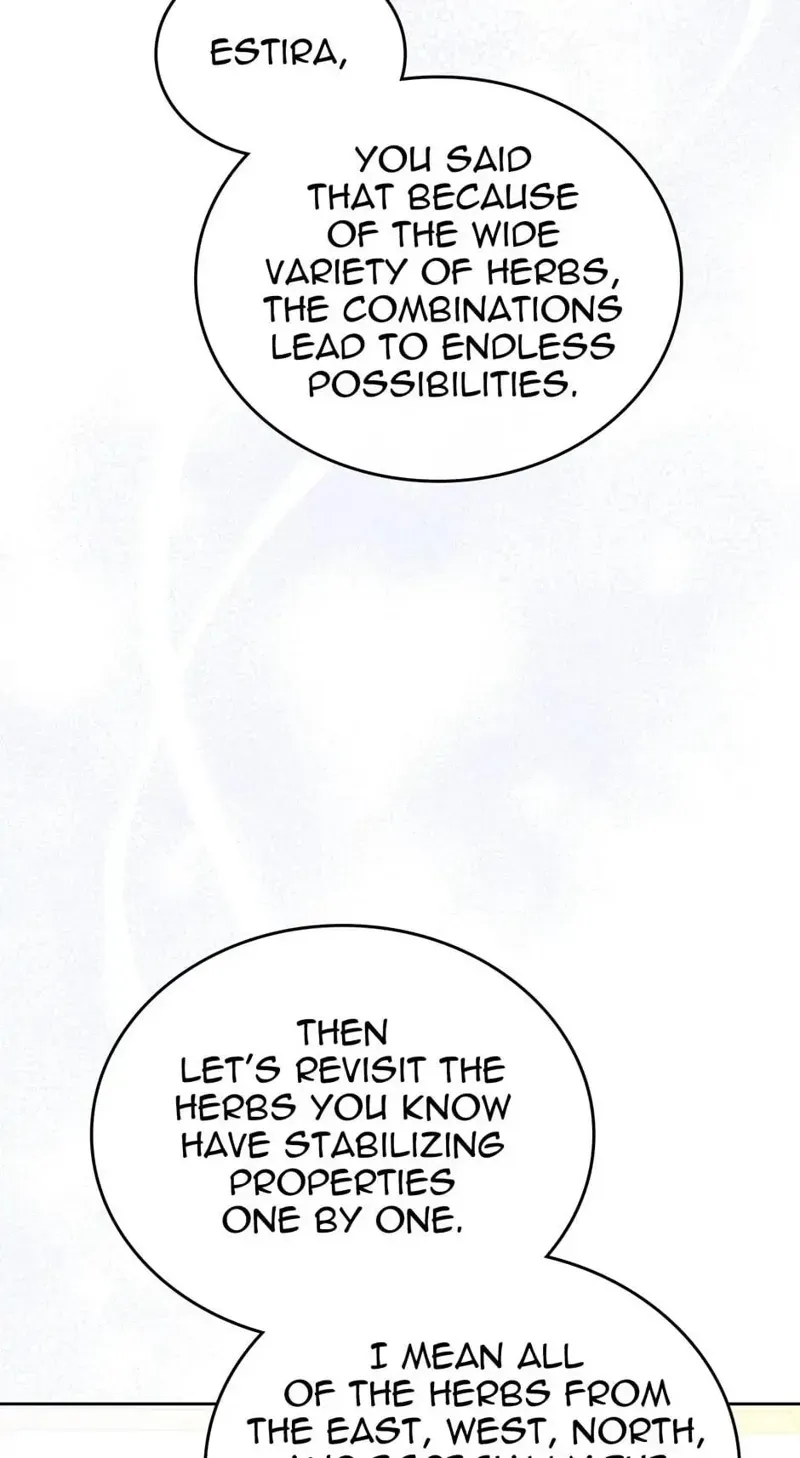 ESTIRA,
YOU SAID
THAT BECAUSE
OF THE WIDE
VARIETY OF HERBS,
THE COMBINATIONS
LEAD TO ENDLESS
POSSIBILITIES.
THEN
LET'S REVISIT THE
HERBS YOU KNOW
HAVE STABILIZING
PROPERTIES
ONE BY ONE.
I MEAN ALL
OF THE HERBS FROM
THE EAST, WEST, NORTH,